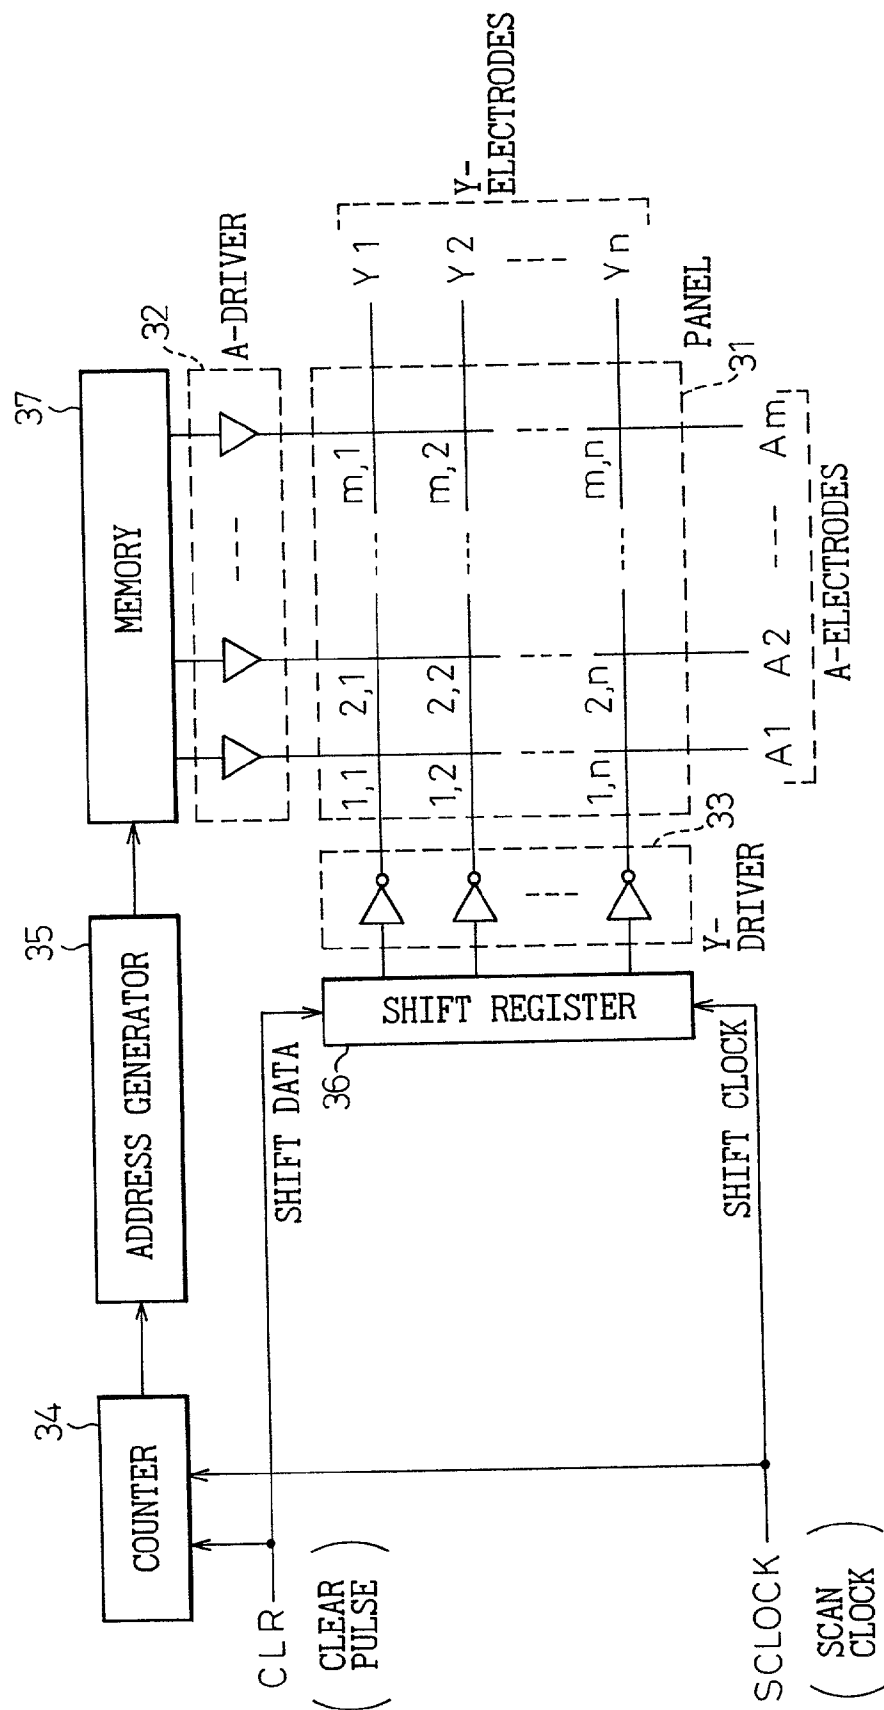 37
MEMORY
32
A-DRIVER
35
ADDRESS GENERATOR
34
COUNTER
CLR
( CLEAR
PULSE )
SHIFT DATA
36
SHIFT REGISTER
SHIFT CLOCK
SCLOCK
( SCAN
CLOCK )
Y-
DRIVER
33
1,1 2,1 --- m,1
1,2 2,2 --- m,2
1,n 2,n --- m,n
Y1
Y2
----
Yn
Y-
ELECTRODES
PANEL
31
A1 A2 --- Am
A-ELECTRODES